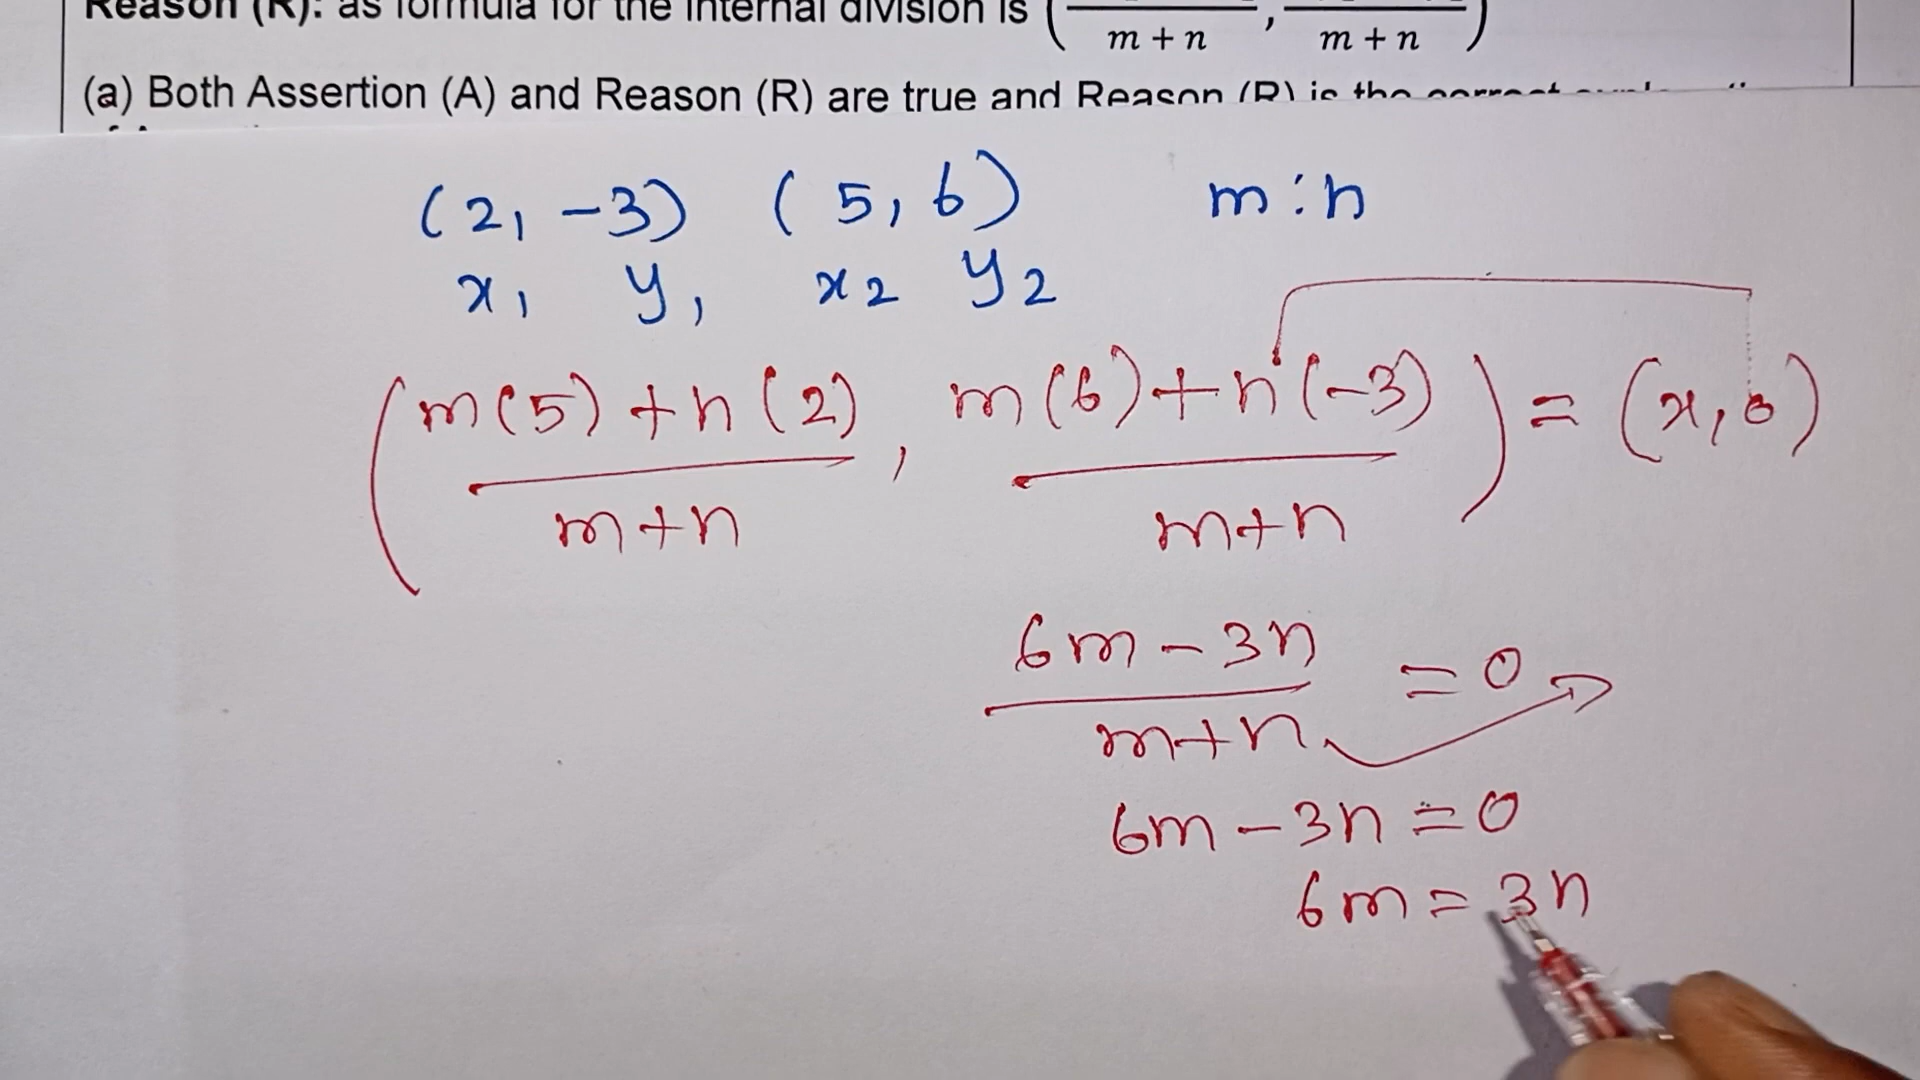 Reason (R): as formula for the internal division is ( / m + n , / m + n )
(a) Both Assertion (A) and Reason (R) are true and Reason (R) is the correct
(2, -3) (5, 6) m : n
x₁ y₁ x₂ y₂
( m(5) + n(2) / m+n , m(6) + n(-3) / m+n ) = (x, 0)
6m - 3n / m+n = 0
6m - 3n = 0
6m = 3n